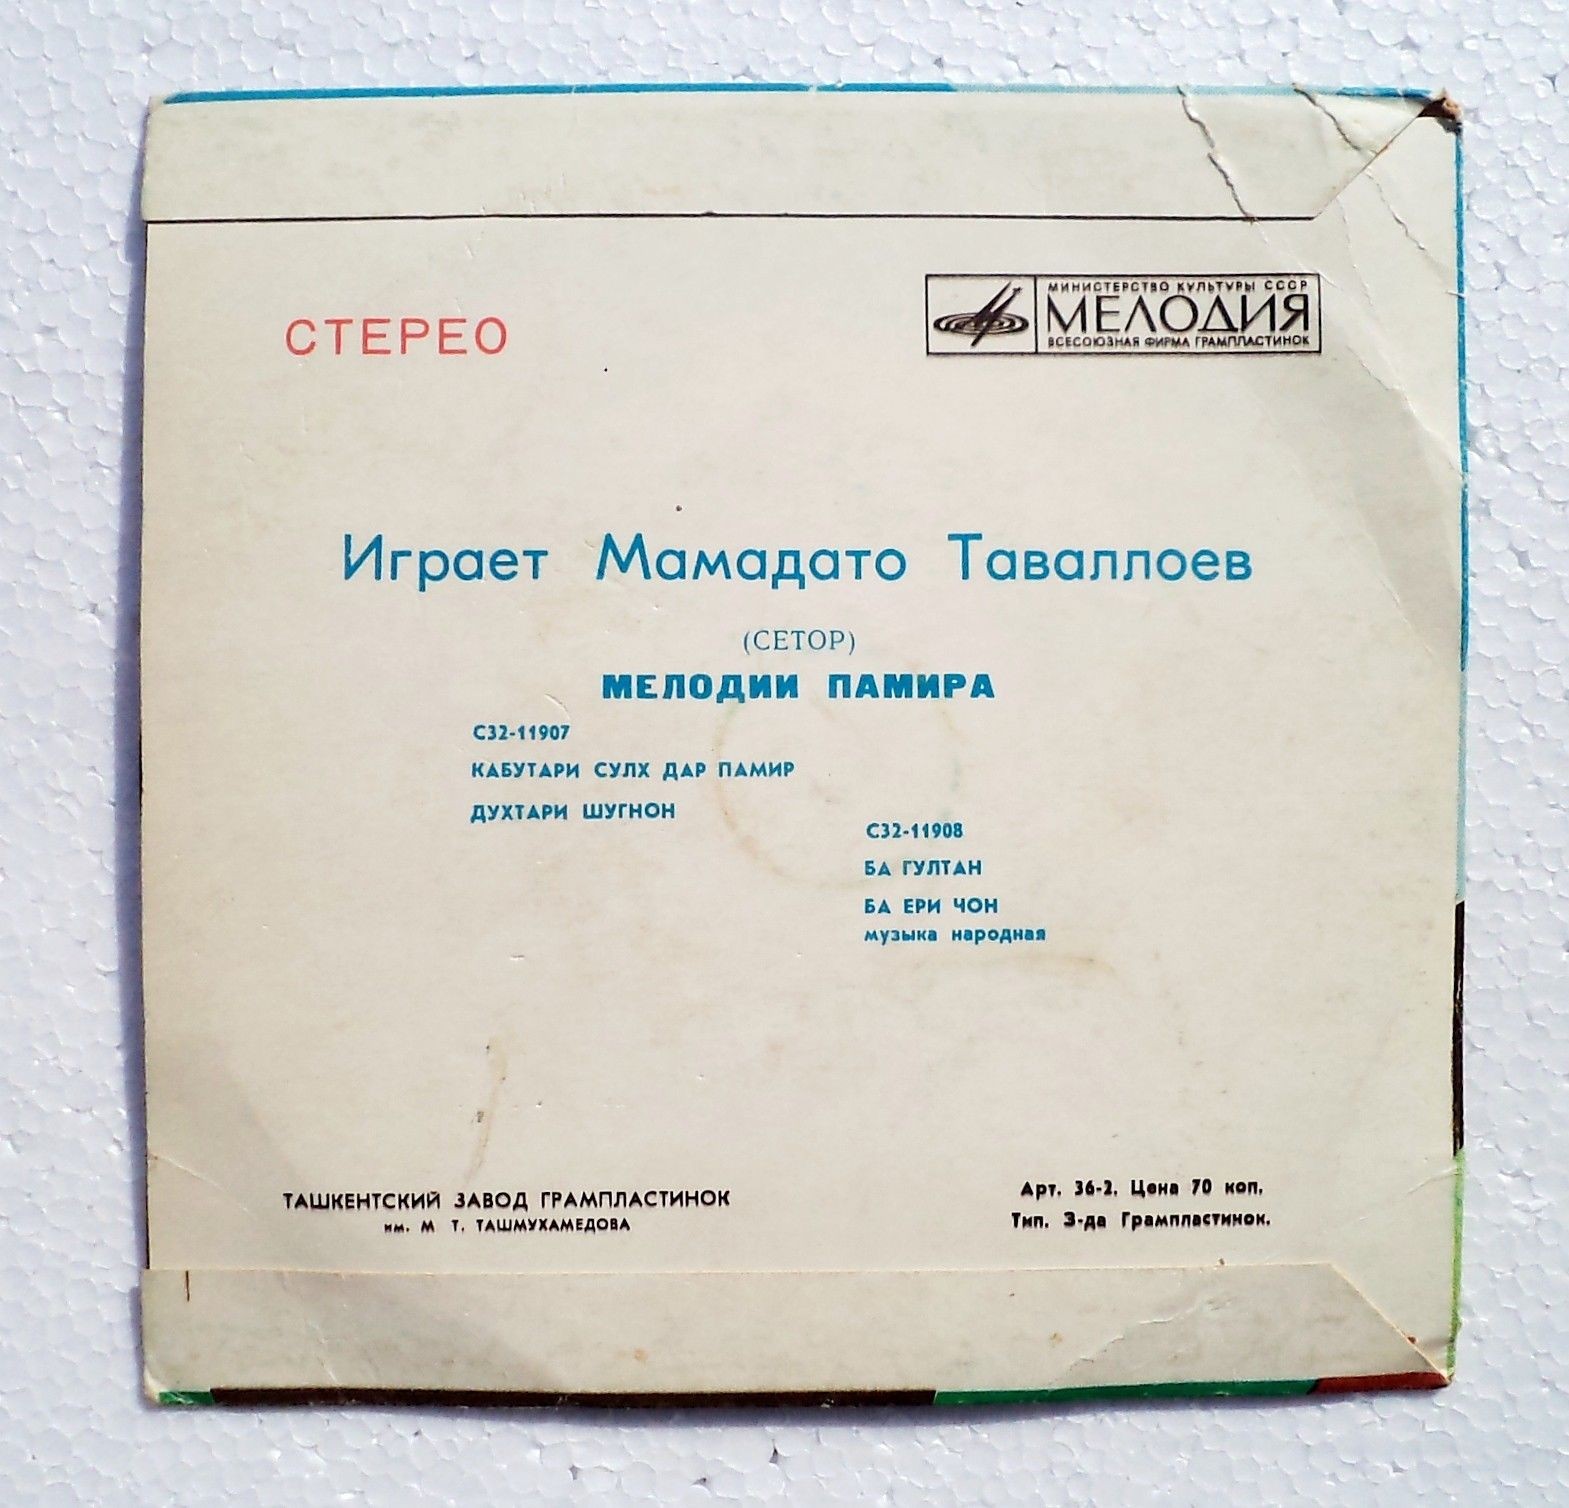 СТЕРЕО
МИНИСТЕРСТВО КУЛЬТУРЫ СССР
МЕЛОДИЯ
ВСЕСОЮЗНАЯ ФИРМА ГРАМПЛАСТИНОК
Играет Мамадато Таваллоев
(СЕТОР)
МЕЛОДИИ ПАМИРА
С32-11907
КАБУТАРИ СУЛХ ДАР ПАМИР
ДУХТАРИ ШУГНОН
С32-11908
БА ГУЛТАН
БА ЕРИ ЧОН
музыка народная
ТАШКЕНТСКИЙ ЗАВОД ГРАМПЛАСТИНОК
им. М Т. ТАШМУХАМЕДОВА
Арт. 36-2. Цена 70 коп.
Тип. З-да Грампластинок.